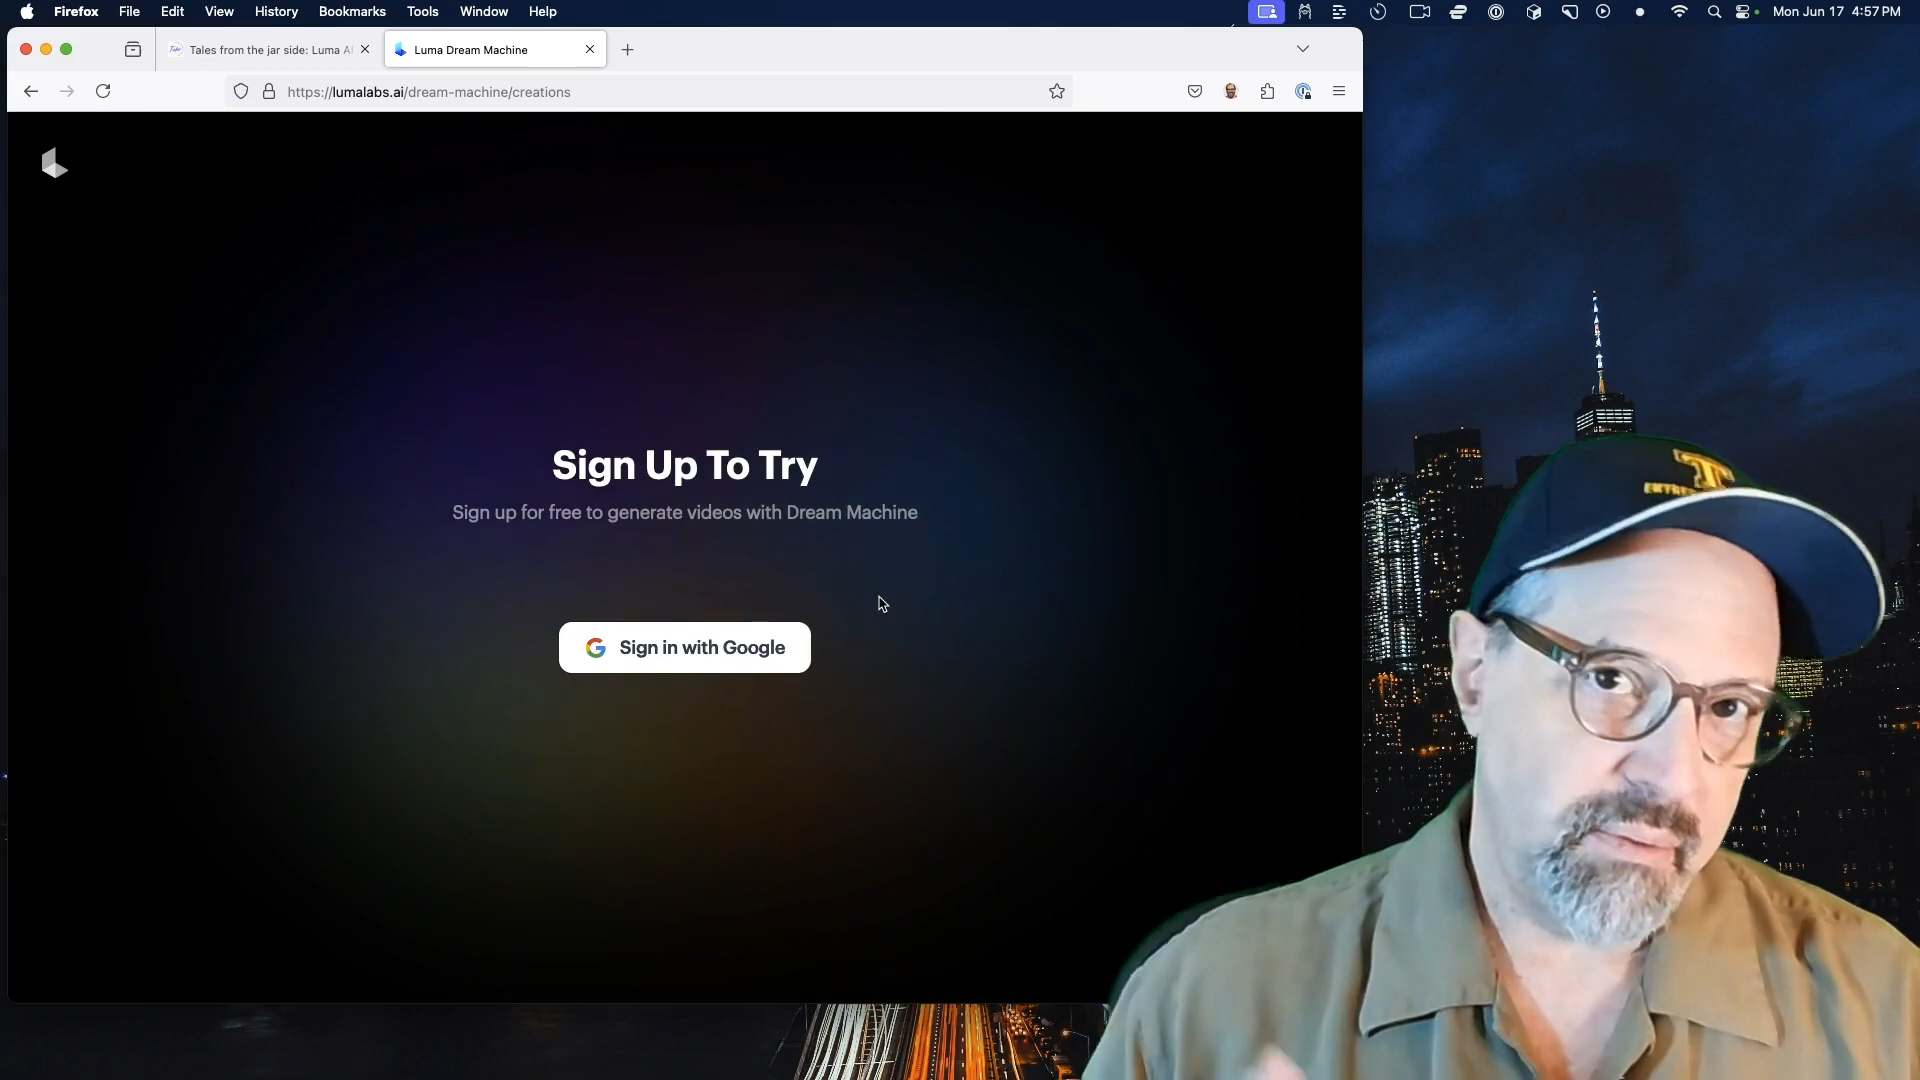 Firefox File Edit View History Bookmarks Tools Window Help Mon Jun 17 4:57 PM
Tales from the jar side: Luma A
Luma Dream Machine
https://lumalabs.ai/dream-machine/creations
Sign Up To Try
Sign up for free to generate videos with Dream Machine
Sign in with Google
T